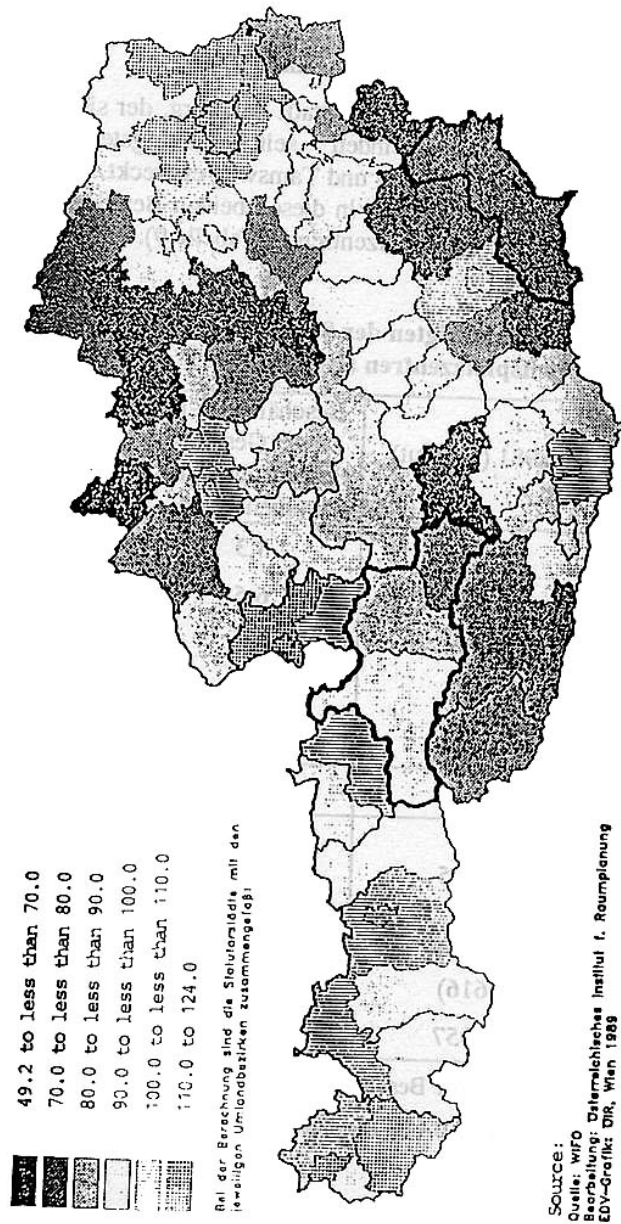 49.2 to less than 70.0
70.0 to less than 80.0
80.0 to less than 90.0
90.0 to less than 100.0
100.0 to less than 110.0
110.0 to 124.0
Bei der Berechnung sind die Statutarstädte mit den
jeweiligen Umlandbezirken zusammengefaßt
Source:
Quelle: WIFO
Bearbeitung: Österreichisches Institut f. Raumplanung
EDV-Grafik: ÖIR, Wien 1989
616)
57